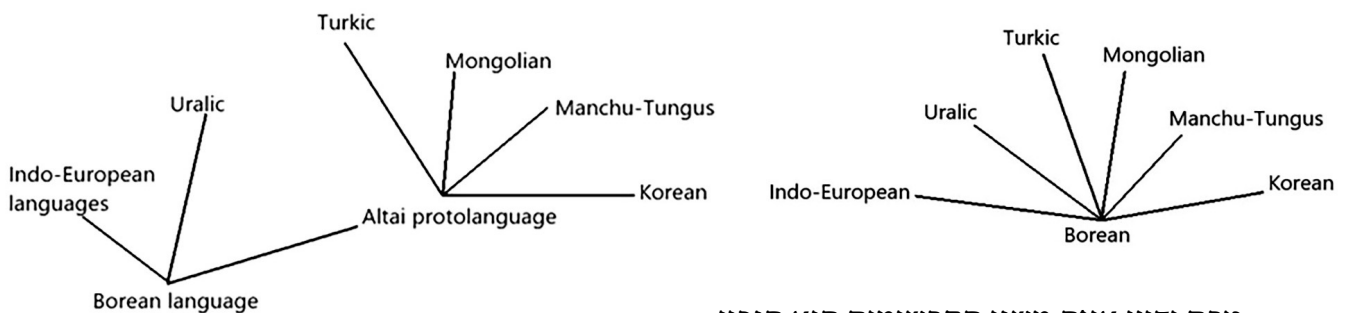 Turkic
Mongolian
Uralic
Manchu-Tungus
Indo-European
languages
Korean
Altai protolanguage
Borean language
Turkic
Mongolian
Uralic
Manchu-Tungus
Indo-European
Korean
Borean